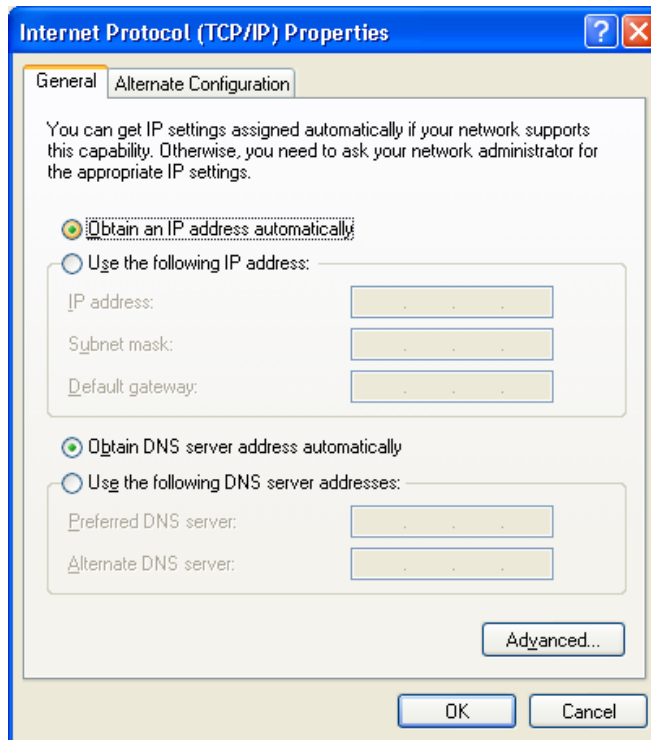 Internet Protocol (TCP/IP) Properties
General
Alternate Configuration
You can get IP settings assigned automatically if your network supports
this capability. Otherwise, you need to ask your network administrator for
the appropriate IP settings.
Obtain an IP address automatically
Use the following IP address:
IP address:
Subnet mask:
Default gateway:
Obtain DNS server address automatically
Use the following DNS server addresses:
Preferred DNS server:
Alternate DNS server:
Advanced...
OK
Cancel